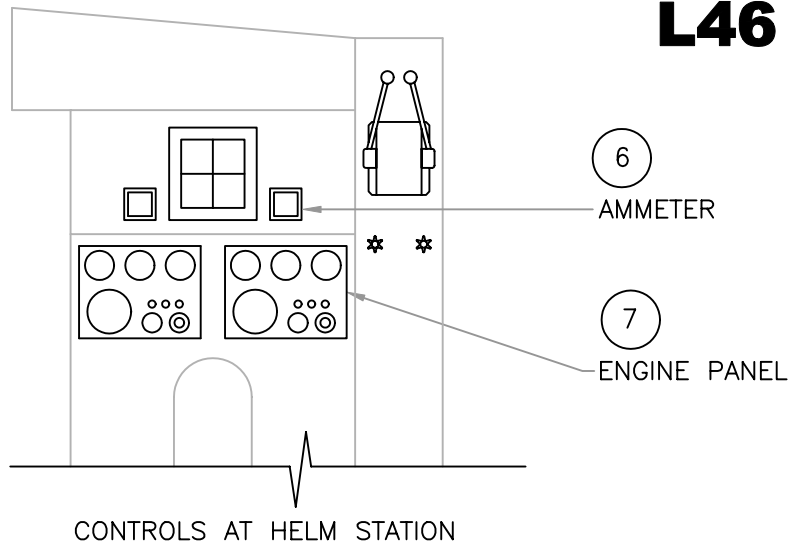 L46
6
AMMETER
7
ENGINE PANEL
CONTROLS AT HELM STATION